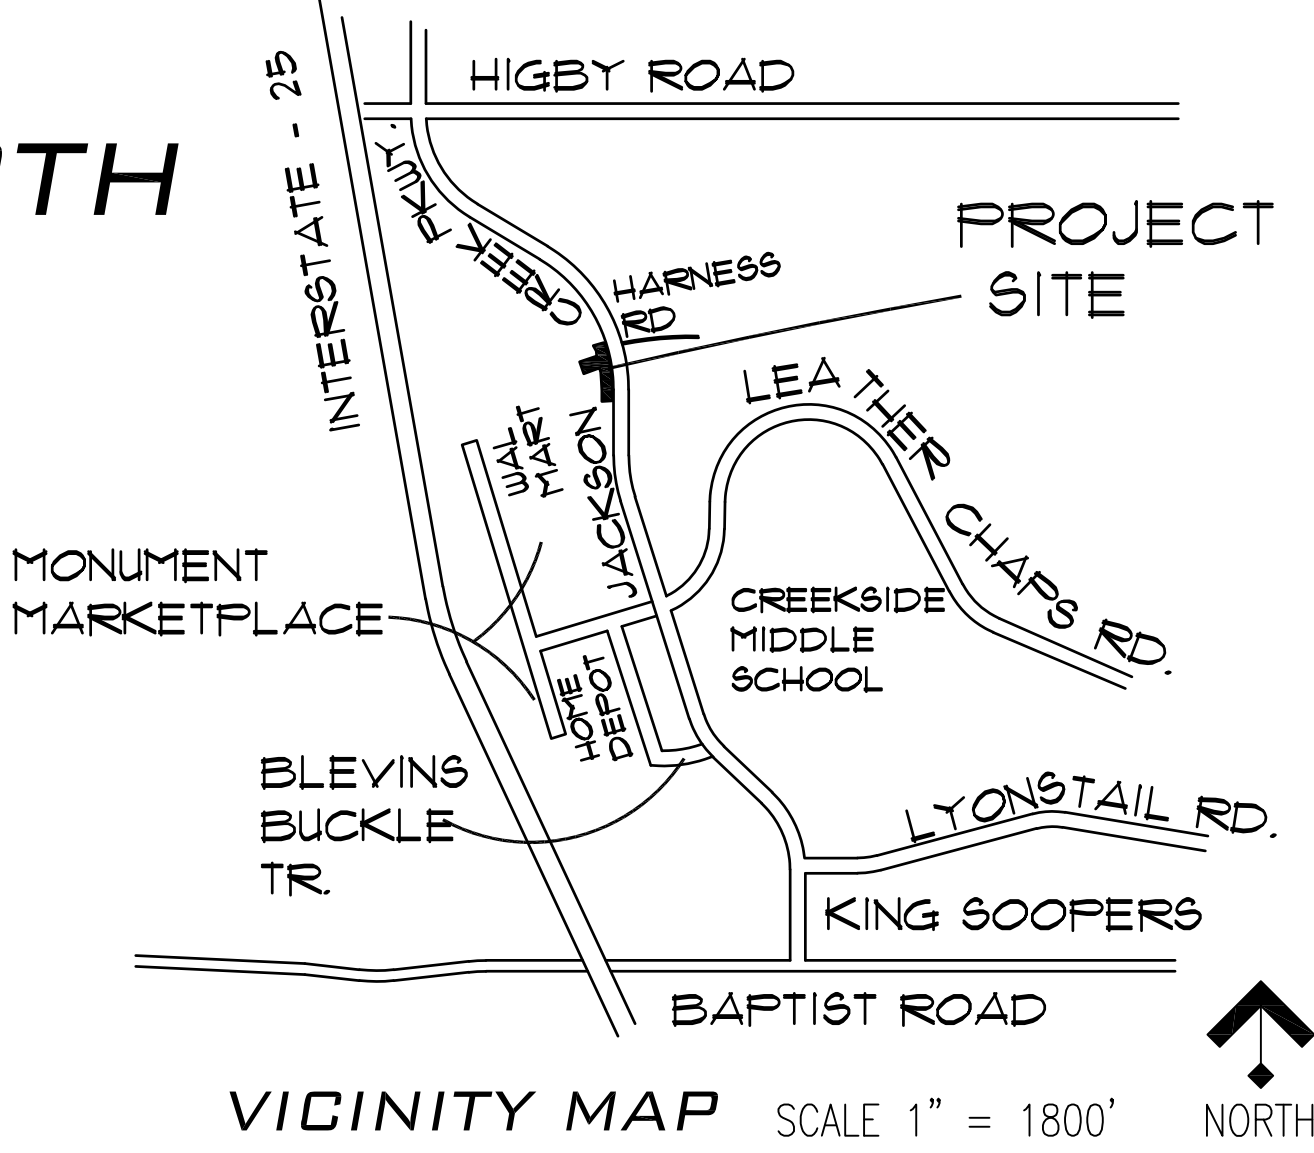 HIGBY ROAD
INTERSTATE - 25
TH
JACKSON CREEK PKWY.
HARNESS
RD
PROJECT
SITE
LEATHER CHAPS RD.
WAL
MART
MONUMENT
MARKETPLACE
CREEKSIDE
MIDDLE
SCHOOL
HOME
DEPOT
BLEVINS
BUCKLE
TR.
LYONSTAIL RD.
KING SOOPERS
BAPTIST ROAD
VICINITY MAP
SCALE 1" = 1800'
NORTH